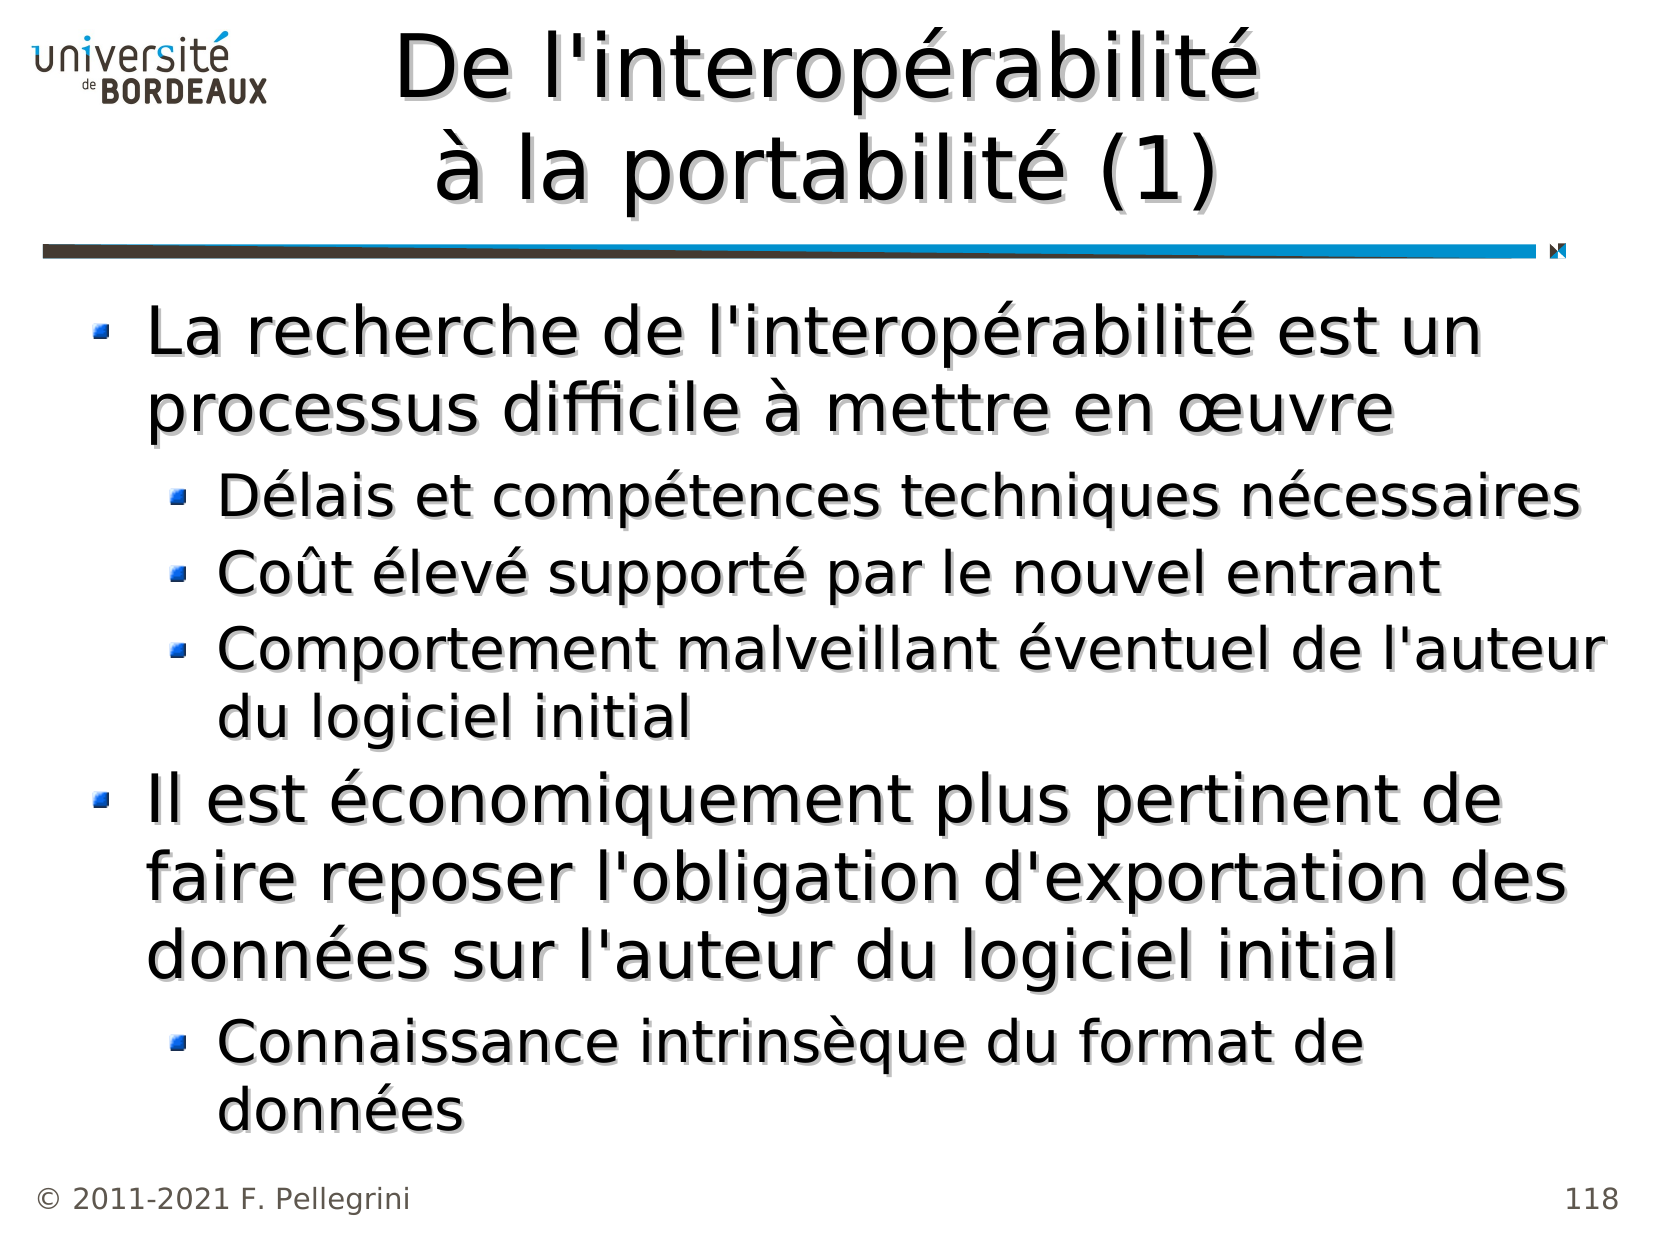 université
de BORDEAUX
De l'interopérabilité
à la portabilité (1)
La recherche de l'interopérabilité est un
processus difficile à mettre en œuvre
Délais et compétences techniques nécessaires
Coût élevé supporté par le nouvel entrant
Comportement malveillant éventuel de l'auteur
du logiciel initial
Il est économiquement plus pertinent de
faire reposer l'obligation d'exportation des
données sur l'auteur du logiciel initial
Connaissance intrinsèque du format de
données
© 2011-2021 F. Pellegrini
118